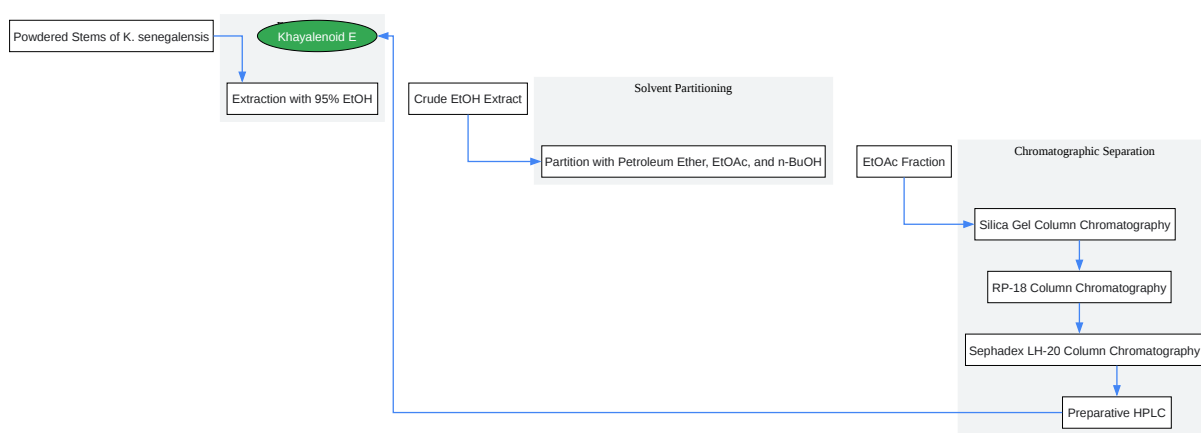 Powdered Stems of K. senegalensis
Khayalenoid E
Extraction with 95% EtOH
Crude EtOH Extract
Solvent Partitioning
Partition with Petroleum Ether, EtOAc, and n-BuOH
EtOAc Fraction
Chromatographic Separation
Silica Gel Column Chromatography
RP-18 Column Chromatography
Sephadex LH-20 Column Chromatography
Preparative HPLC